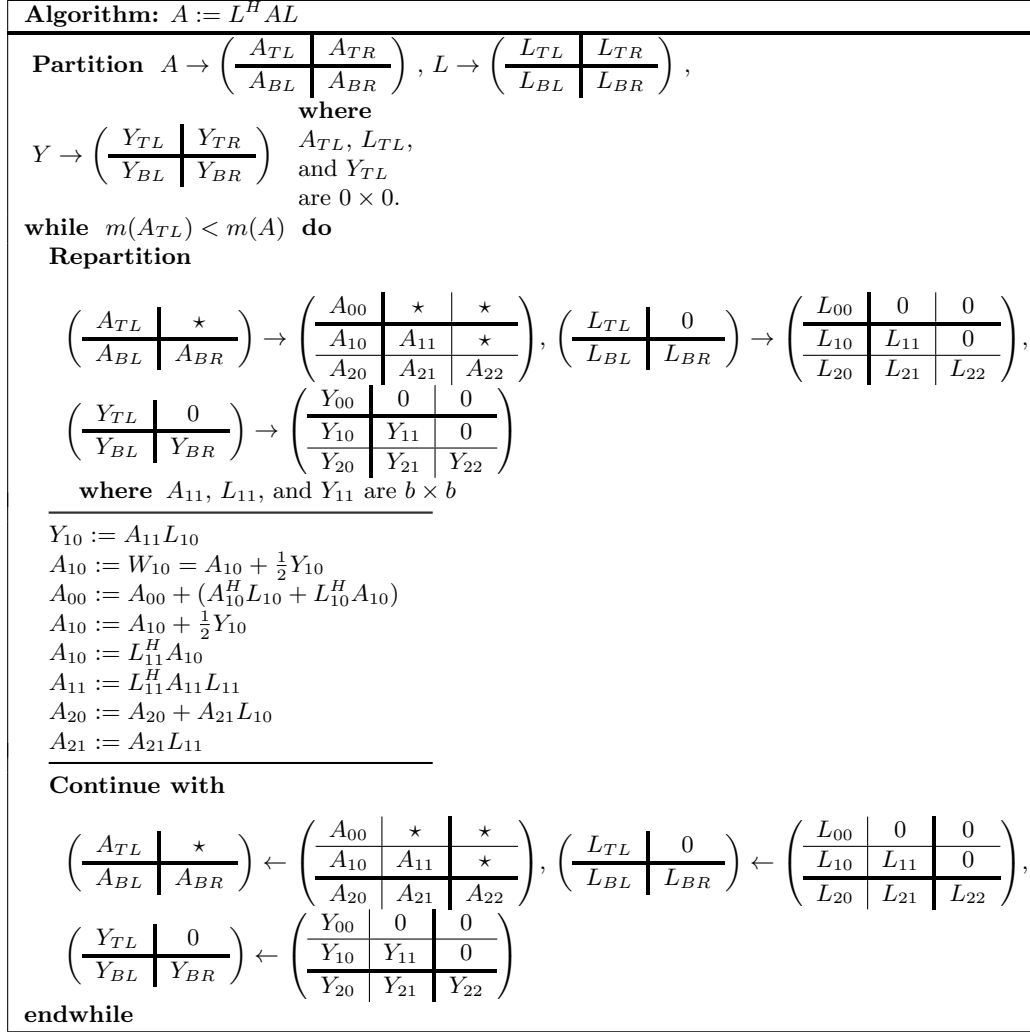 Algorithm: A := L^H AL
Partition A → ( A_TL | A_TR / A_BL | A_BR ) , L → ( L_TL | L_TR / L_BL | L_BR ) ,
Y → ( Y_TL | Y_TR / Y_BL | Y_BR )
where
A_TL, L_TL,
and Y_TL
are 0 × 0.
while m(A_TL) < m(A) do
Repartition
( A_TL | ⋆ / A_BL | A_BR ) → ( A_00 | ⋆ | ⋆ / A_10 | A_11 | ⋆ / A_20 | A_21 | A_22 ), ( L_TL | 0 / L_BL | L_BR ) → ( L_00 | 0 | 0 / L_10 | L_11 | 0 / L_20 | L_21 | L_22 ),
( Y_TL | 0 / Y_BL | Y_BR ) → ( Y_00 | 0 | 0 / Y_10 | Y_11 | 0 / Y_20 | Y_21 | Y_22 )
where A_11, L_11, and Y_11 are b × b
Y_10 := A_11 L_10
A_10 := W_10 = A_10 + ½ Y_10
A_00 := A_00 + (A_10^H L_10 + L_10^H A_10)
A_10 := A_10 + ½ Y_10
A_10 := L_11^H A_10
A_11 := L_11^H A_11 L_11
A_20 := A_20 + A_21 L_10
A_21 := A_21 L_11
Continue with
( A_TL | ⋆ / A_BL | A_BR ) ← ( A_00 | ⋆ | ⋆ / A_10 | A_11 | ⋆ / A_20 | A_21 | A_22 ), ( L_TL | 0 / L_BL | L_BR ) ← ( L_00 | 0 | 0 / L_10 | L_11 | 0 / L_20 | L_21 | L_22 ),
( Y_TL | 0 / Y_BL | Y_BR ) ← ( Y_00 | 0 | 0 / Y_10 | Y_11 | 0 / Y_20 | Y_21 | Y_22 )
endwhile